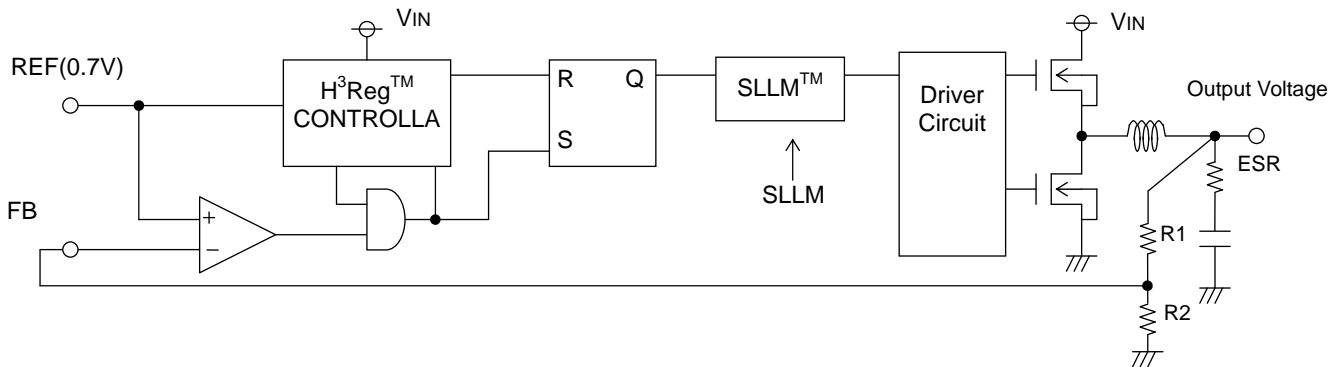 VIN
REF(0.7V)
H³Reg™
CONTROLLA
R
Q
S
SLLM™
SLLM
Driver
Circuit
VIN
Output Voltage
ESR
FB
+
−
R1
R2